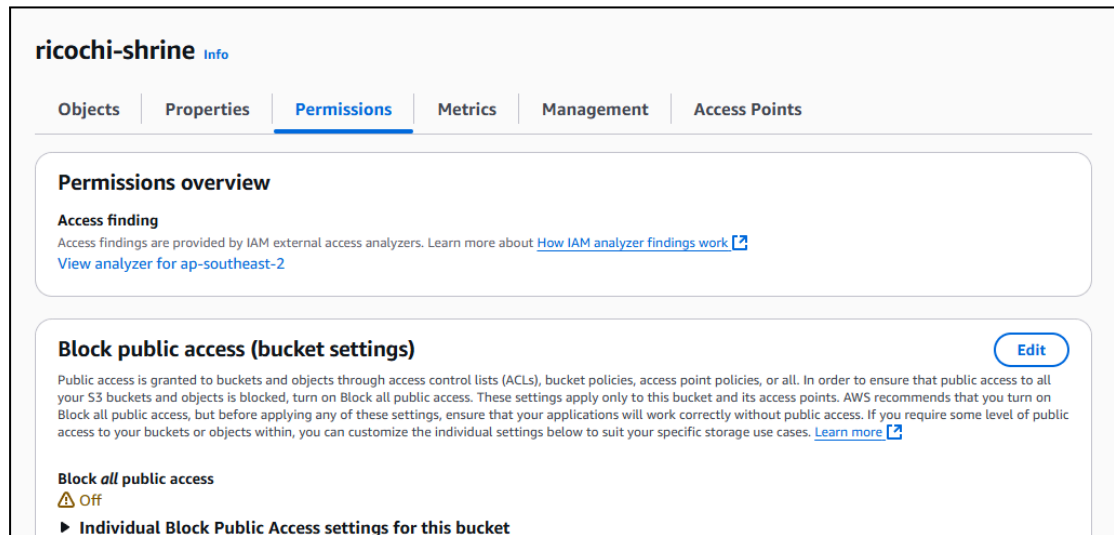 ricochi-shrine Info
Objects Properties Permissions Metrics Management Access Points
Permissions overview
Access finding
Access findings are provided by IAM external access analyzers. Learn more about How IAM analyzer findings work
View analyzer for ap-southeast-2
Block public access (bucket settings)
Edit
Public access is granted to buckets and objects through access control lists (ACLs), bucket policies, access point policies, or all. In order to ensure that public access to all
your S3 buckets and objects is blocked, turn on Block all public access. These settings apply only to this bucket and its access points. AWS recommends that you turn on
Block all public access, but before applying any of these settings, ensure that your applications will work correctly without public access. If you require some level of public
access to your buckets or objects within, you can customize the individual settings below to suit your specific storage use cases. Learn more
Block all public access
Off
Individual Block Public Access settings for this bucket